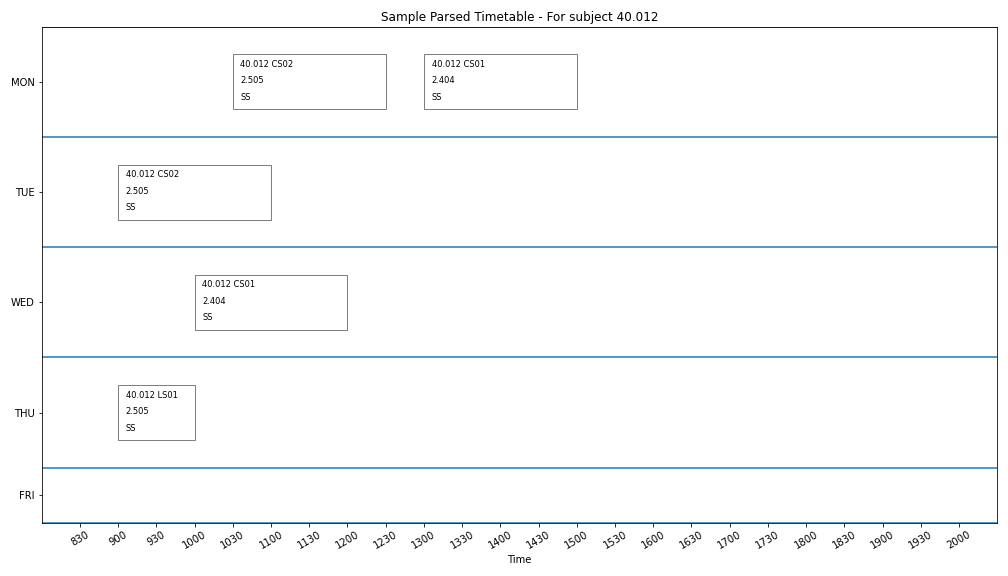 Sample Parsed Timetable - For subject 40.012
MON
40.012 CS02
2.505
SS
40.012 CS01
2.404
SS
TUE
40.012 CS02
2.505
SS
WED
40.012 CS01
2.404
SS
THU
40.012 LS01
2.505
SS
FRI
830 900 930 1000 1030 1100 1130 1200 1230 1300 1330 1400 1430 1500 1530 1600 1630 1700 1730 1800 1830 1900 1930 2000
Time